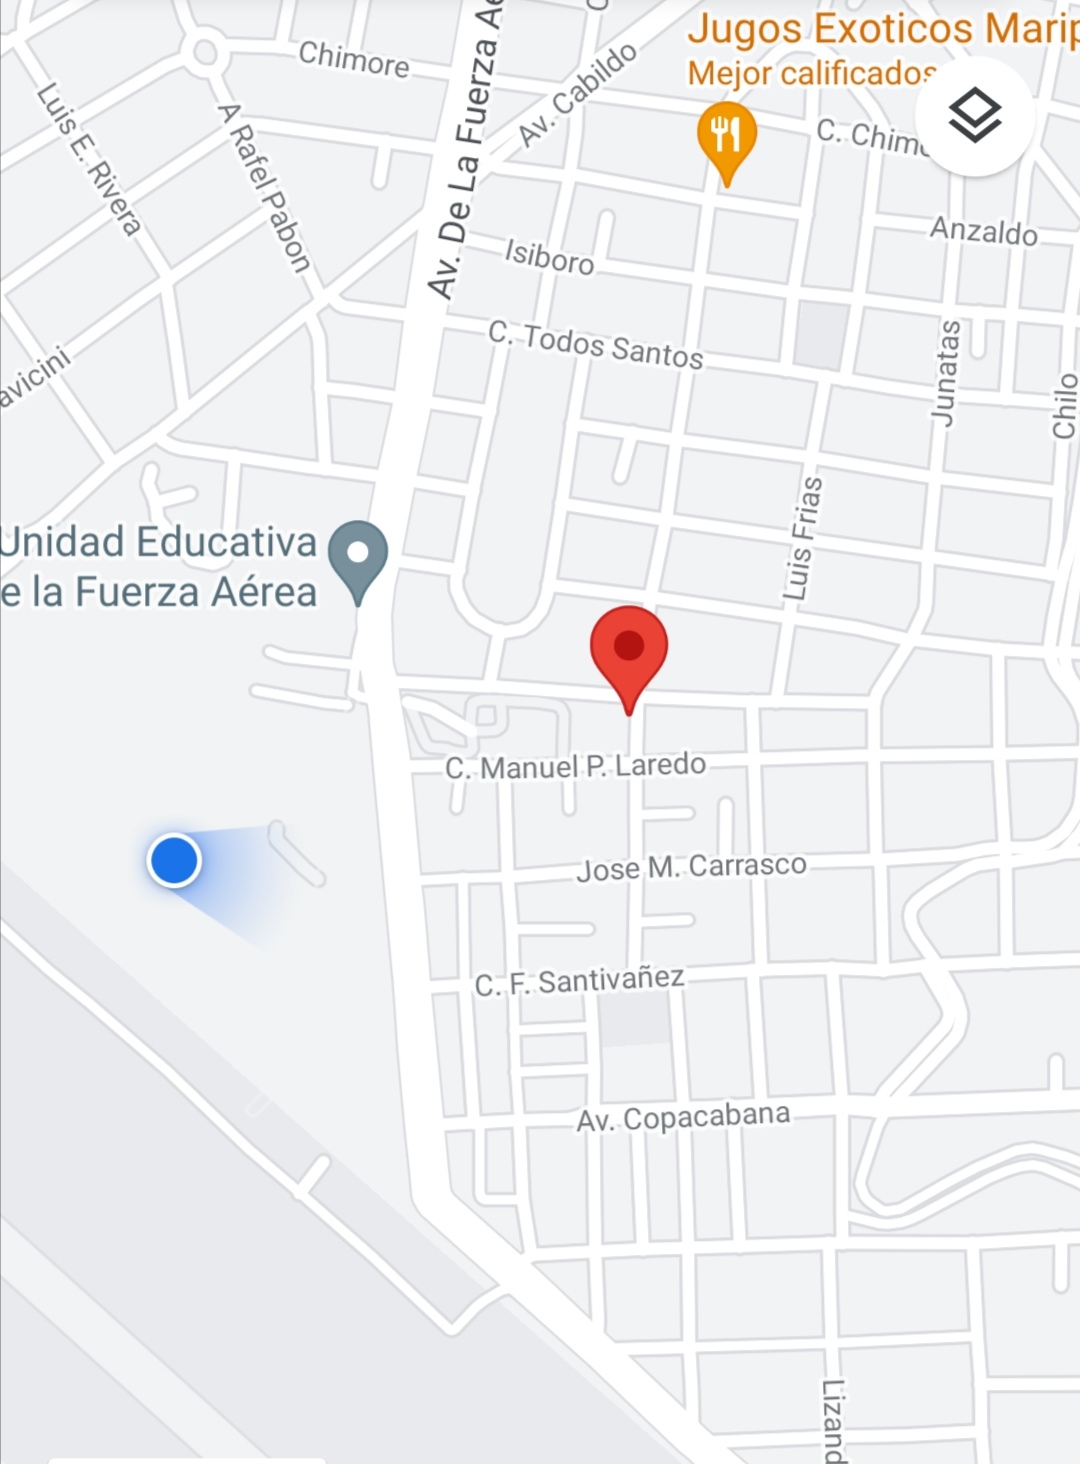 Jugos Exoticos Marip
Mejor calificados
Chimore
Av. Cabildo
Luis E. Rivera
A Rafel Pabon
Av. De La Fuerza Aé
C. Chimo
Anzaldo
Isiboro
C. Todos Santos
avicini
Junatas
Chilo
Luis Frias
Unidad Educativa
e la Fuerza Aérea
C. Manuel P. Laredo
Jose M. Carrasco
C. F. Santivañez
Av. Copacabana
Lizand